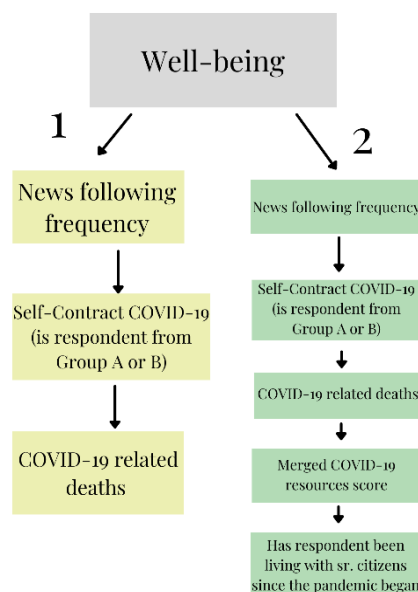 Well-being
1
2
News following
frequency
Self-Contract COVID-19
(is respondent from
Group A or B)
COVID-19 related
deaths
News following frequency
Self-Contract COVID-19
(is respondent from
Group A or B)
COVID-19 related deaths
Merged COVID-19
resources score
Has respondent been
living with sr. citizens
since the pandemic began